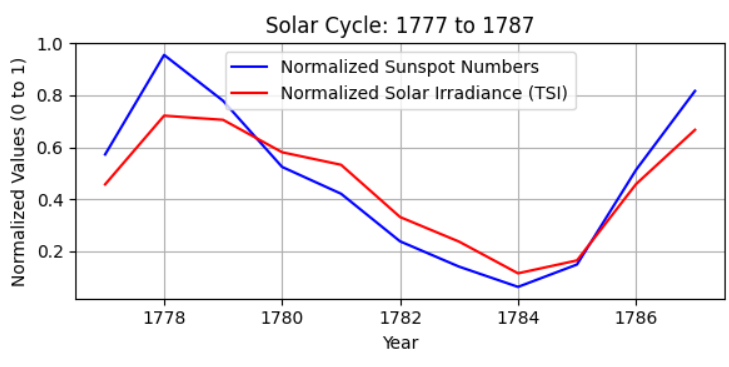 Solar Cycle: 1777 to 1787
Normalized Values (0 to 1)
1.0
0.8
0.6
0.4
0.2
Normalized Sunspot Numbers
Normalized Solar Irradiance (TSI)
1778 1780 1782 1784 1786
Year